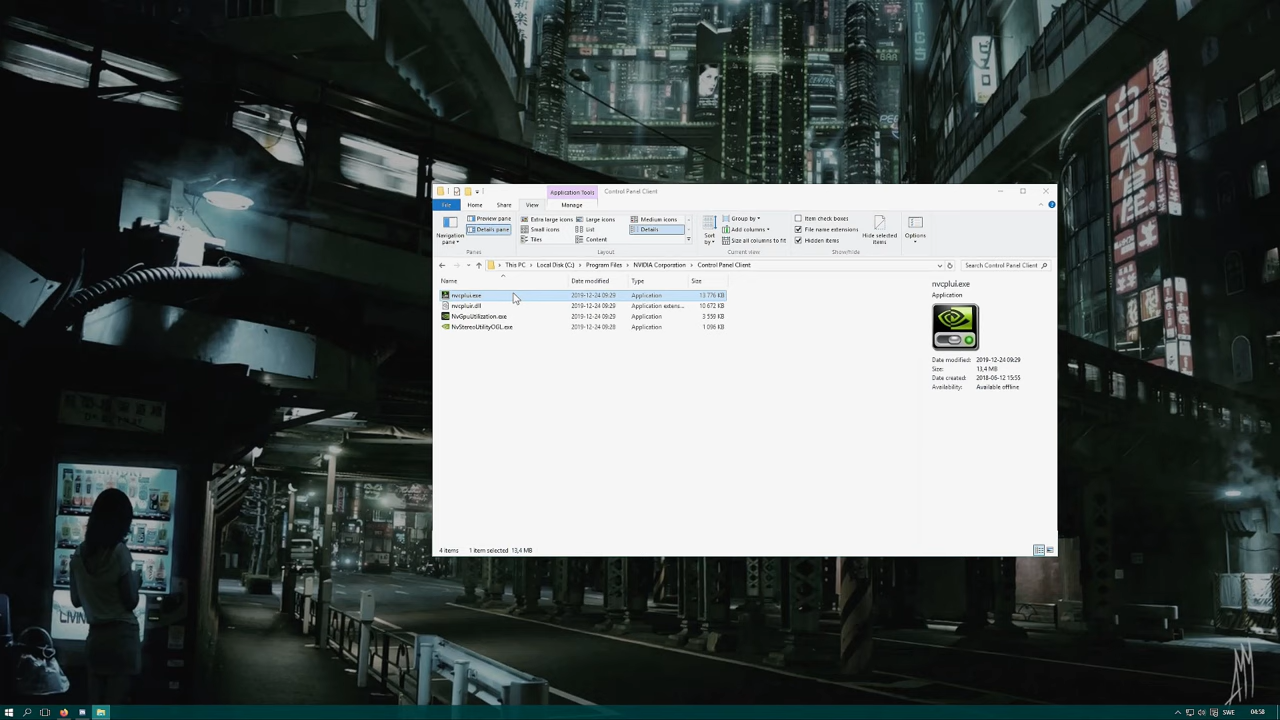 Application Tools
Control Panel Client
File
Home
Share
View
Manage
Navigation pane
Preview pane
Details pane
Extra large icons
Large icons
Medium icons
Small icons
List
Details
Tiles
Content
Sort by
Group by
Add columns
Size all columns to fit
Item check boxes
File name extensions
Hidden items
Hide selected items
Options
Panes
Layout
Current view
Show/hide
This PC > Local Disk (C:) > Program Files > NVIDIA Corporation > Control Panel Client
Search Control Panel Client
Name
Date modified
Type
Size
nvcplui.exe 2019-12-24 09:29 Application 13 776 KB
nvcpluir.dll 2019-12-24 09:29 Application extens... 10 672 KB
NvGpuUtilization.exe 2019-12-24 09:29 Application 3 559 KB
NvStereoUtilityOGL.exe 2019-12-24 09:28 Application 1 096 KB
nvcplui.exe
Application
Date modified: 2019-12-24 09:29
Size: 13,4 MB
Date created: 2018-06-12 15:55
Availability: Available offline
4 items 1 item selected 13,4 MB
SWE
04:58